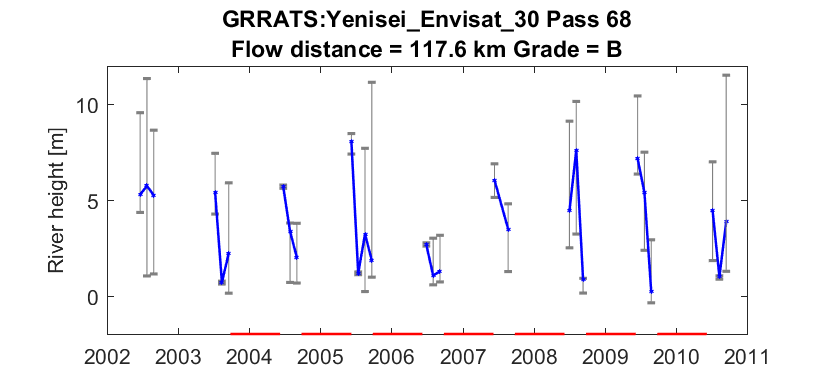 GRRATS:Yenisei_Envisat_30 Pass 68
Flow distance = 117.6 km Grade = B
River height [m]
10
5
0
2002 2003 2004 2005 2006 2007 2008 2009 2010 2011